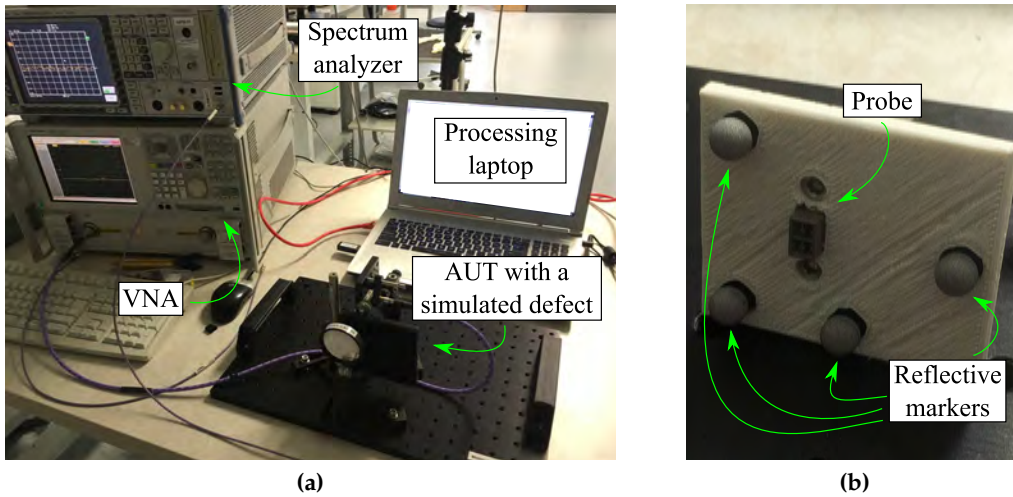 Spectrum
analyzer
Processing
laptop
VNA
AUT with a
simulated defect
Probe
Reflective
markers
(a)
(b)